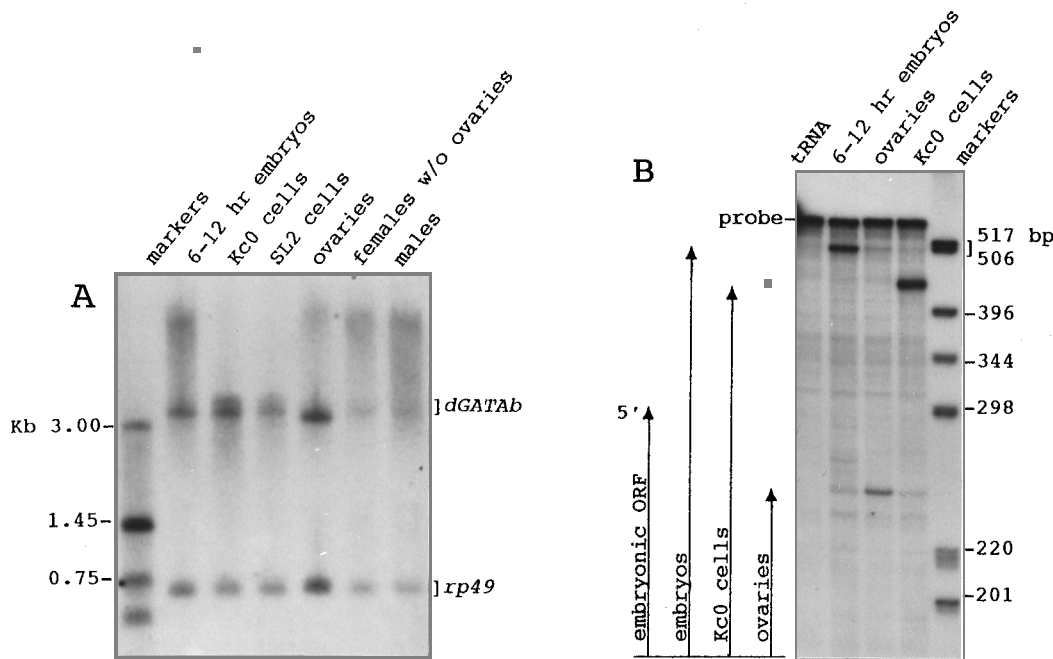 A
markers
6-12 hr embryos
Kc0 cells
SL2 cells
ovaries
females w/o ovaries
males
Kb 3.00-
1.45-
0.75-
]dGATAb
]rp49
B
tRNA
6-12 hr embryos
ovaries
Kc0 cells
markers
probe-
5'
embryonic ORF
embryos
Kc0 cells
ovaries
517 bp
506
-396
-344
-298
-220
-201